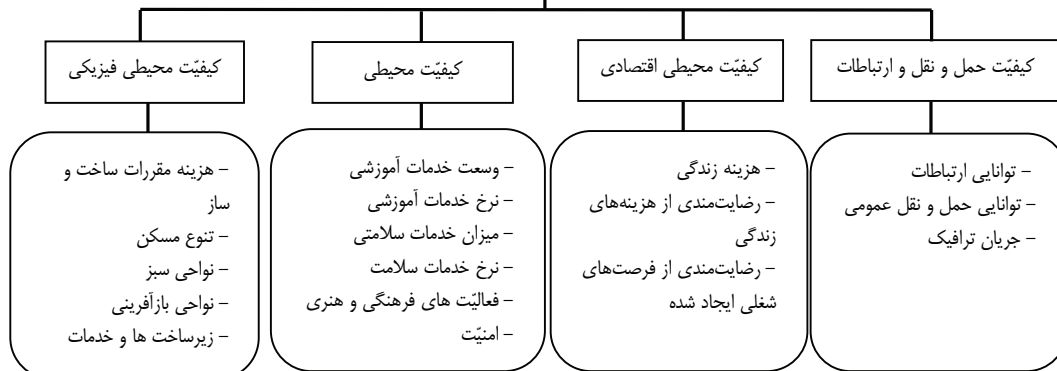 کیفیّت حمل و نقل و ارتباطات
– توانایی ارتباطات
– توانایی حمل و نقل عمومی
– جریان ترافیک
کیفیّت محیطی اقتصادی
– هزینه زندگی
– رضایت‌مندی از هزینه‌های
زندگی
– رضایت‌مندی از فرصت‌های
شغلی ایجاد شده
کیفیّت محیطی
– وسعت خدمات آموزشی
– نرخ خدمات آموزشی
– میزان خدمات سلامتی
– نرخ خدمات سلامت
– فعالیّت های فرهنگی و هنری
– امنیّت
کیفیّت محیطی فیزیکی
– هزینه مقررات ساخت و
ساز
– تنوع مسکن
– نواحی سبز
– نواحی بازآفرینی
– زیرساخت ها و خدمات